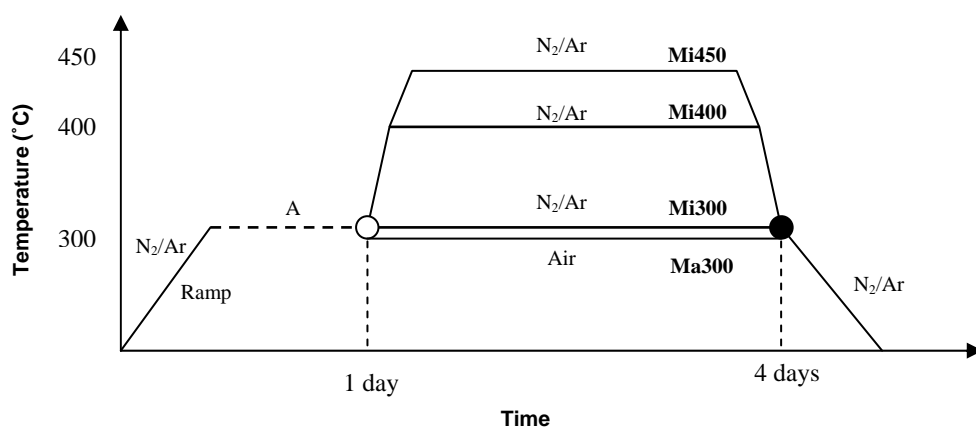 450
N₂/Ar
Mi450
400
N₂/Ar
Mi400
Temperature (˚C)
A
N₂/Ar
Mi300
300
N₂/Ar
Air
Ma300
Ramp
N₂/Ar
1 day
4 days
Time